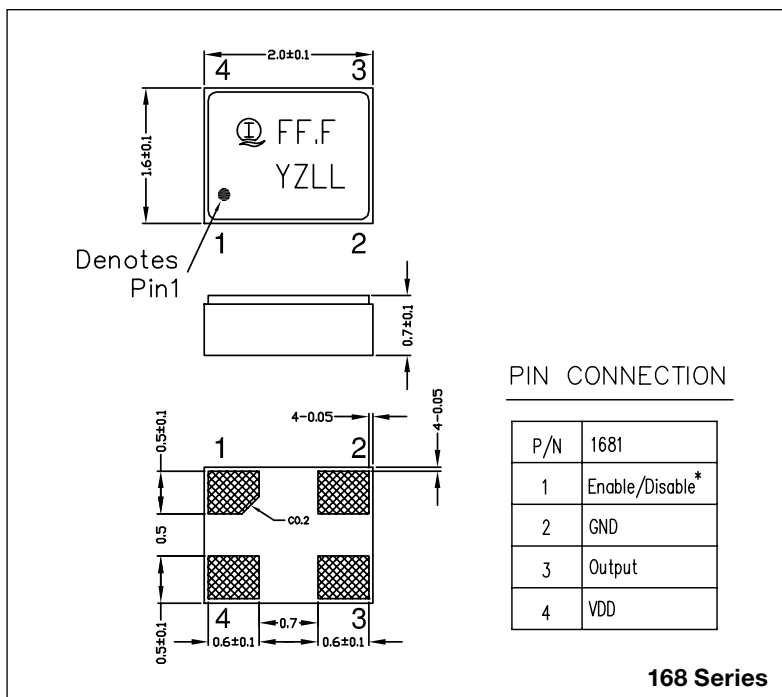 2.0±0.1
4 3
1.6±0.1
I FF.F
YZLL
1 2
Denotes
Pin1
0.7±0.1
PIN CONNECTION
P/N 1681
1 Enable/Disable*
2 GND
3 Output
4 VDD
4-0.05
4-0.05
0.5±0.1
1 2
C0.2
0.5
0.5±0.1
4 3
0.7
0.6±0.1 0.6±0.1
168 Series